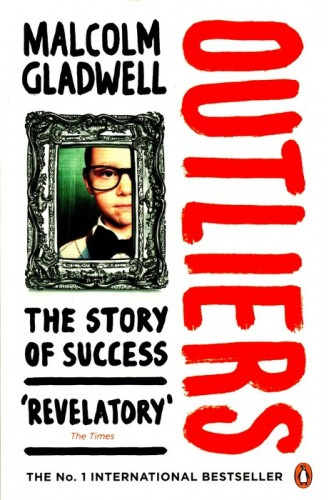 MALCOLM
GLADWELL
OUTLIERS
THE STORY
OF SUCCESS
'REVELATORY'
The Times
THE No. 1 INTERNATIONAL BESTSELLER